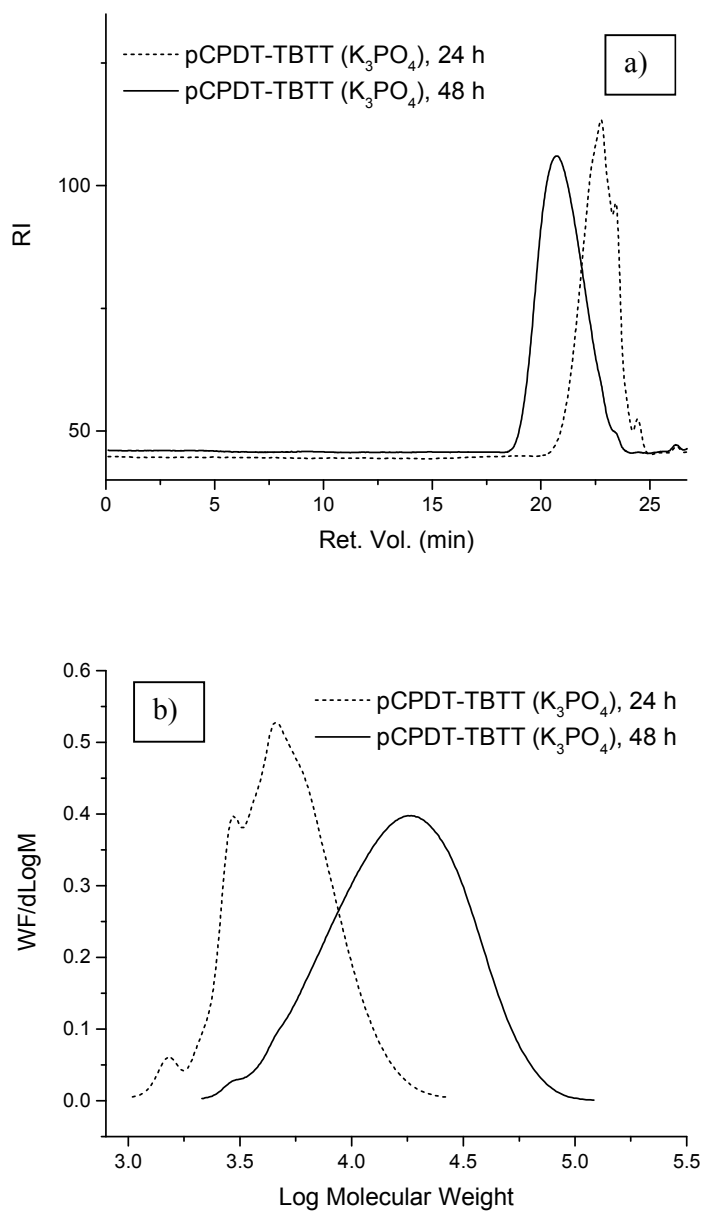 pCPDT-TBTT (K₃PO₄), 24 h
a)
pCPDT-TBTT (K₃PO₄), 48 h
100
RI
50
0 5 10 15 20 25
Ret. Vol. (min)
0.6
b)
pCPDT-TBTT (K₃PO₄), 24 h
pCPDT-TBTT (K₃PO₄), 48 h
0.5
0.4
0.3
WF/dLogM
0.2
0.1
0.0
3.0 3.5 4.0 4.5 5.0 5.5
Log Molecular Weight